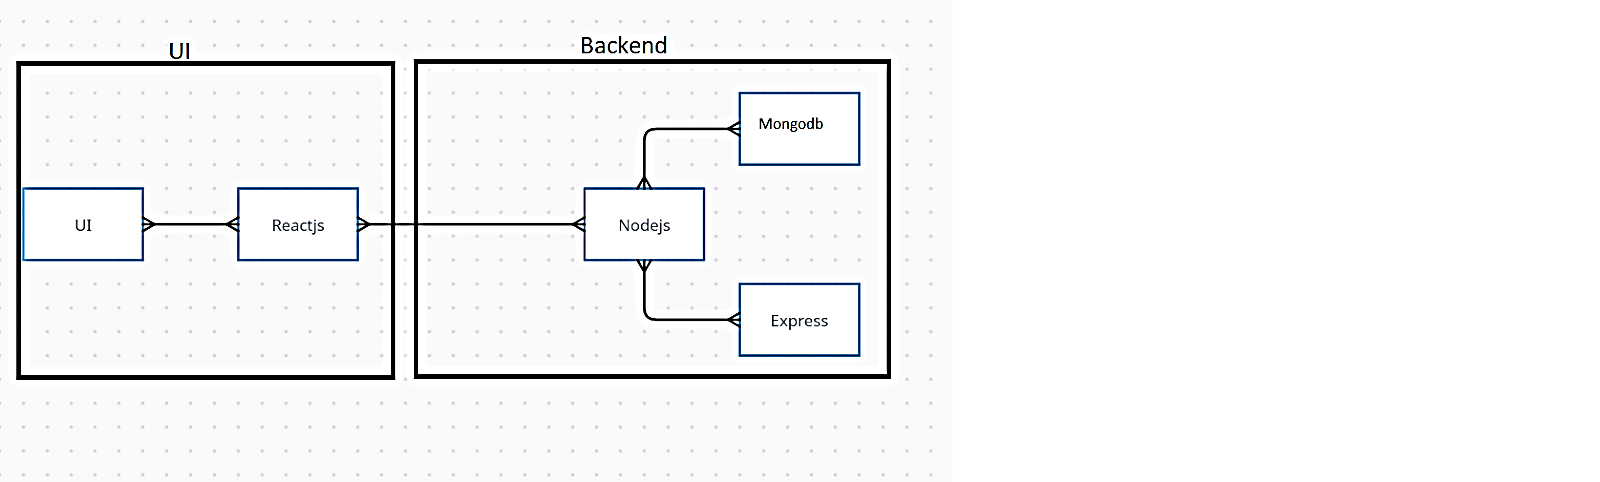 UI
Backend
Mongodb
UI
Reactjs
Nodejs
Express